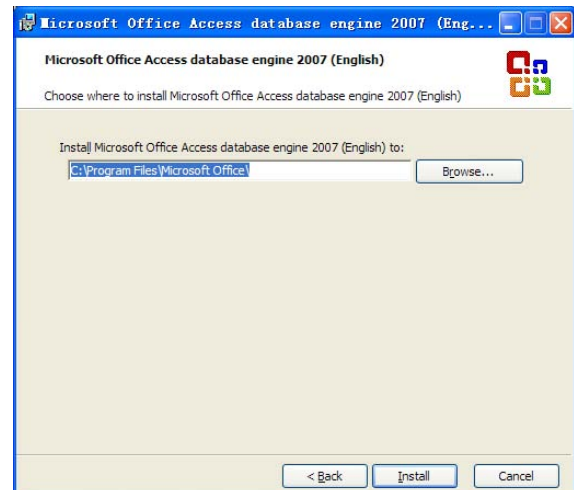 Microsoft Office Access database engine 2007 (Eng...
Microsoft Office Access database engine 2007 (English)
Choose where to install Microsoft Office Access database engine 2007 (English)
Install Microsoft Office Access database engine 2007 (English) to:
C:\Program Files\Microsoft Office\
Browse...
< Back
Install
Cancel